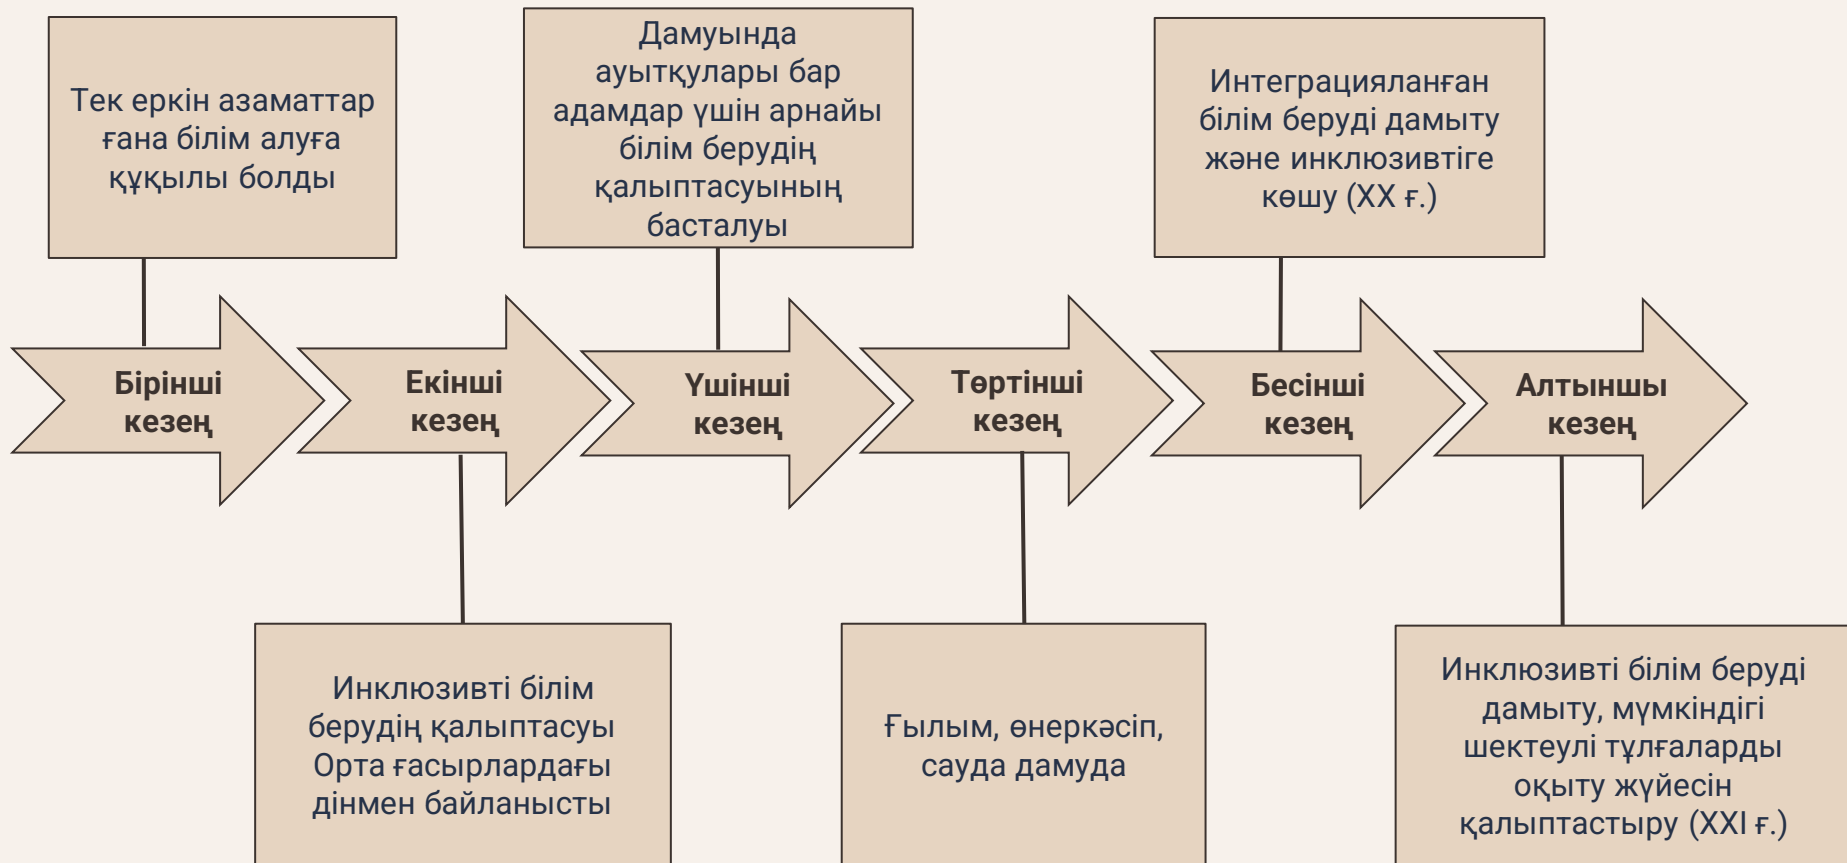 Тек еркін азаматтар
ғана білім алуға
құқылы болды
Дамуында
ауытқулары бар
адамдар үшін арнайы
білім берудің
қалыптасуының
басталуы
Интеграцияланған
білім беруді дамыту
және инклюзивтіге
көшу (XX ғ.)
Бірінші
кезең
Екінші
кезең
Үшінші
кезең
Төртінші
кезең
Бесінші
кезең
Алтыншы
кезең
Инклюзивті білім
берудің қалыптасуы
Орта ғасырлардағы
дінмен байланысты
Ғылым, өнеркәсіп,
сауда дамуда
Инклюзивті білім беруді
дамыту, мүмкіндігі
шектеулі тұлғаларды
оқыту жүйесін
қалыптастыру (XXI ғ.)